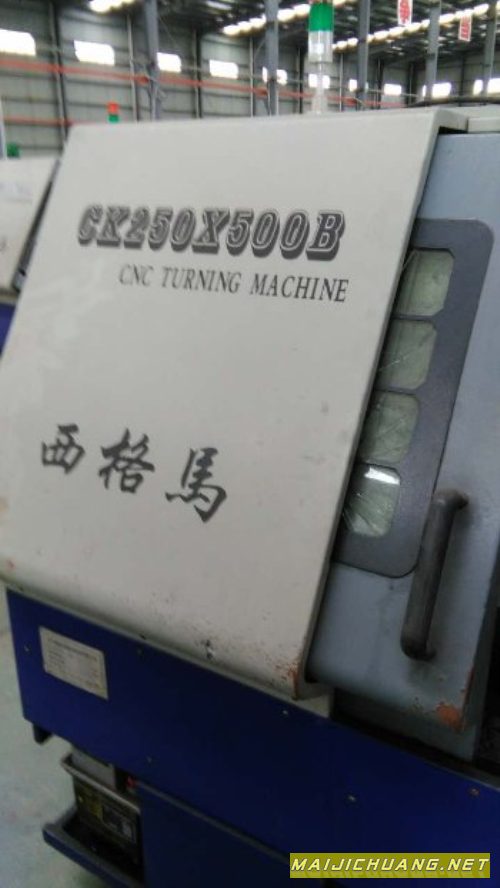 CK250X500B
CNC TURNING MACHINE
西格馬
MAIJICHUANG.NET